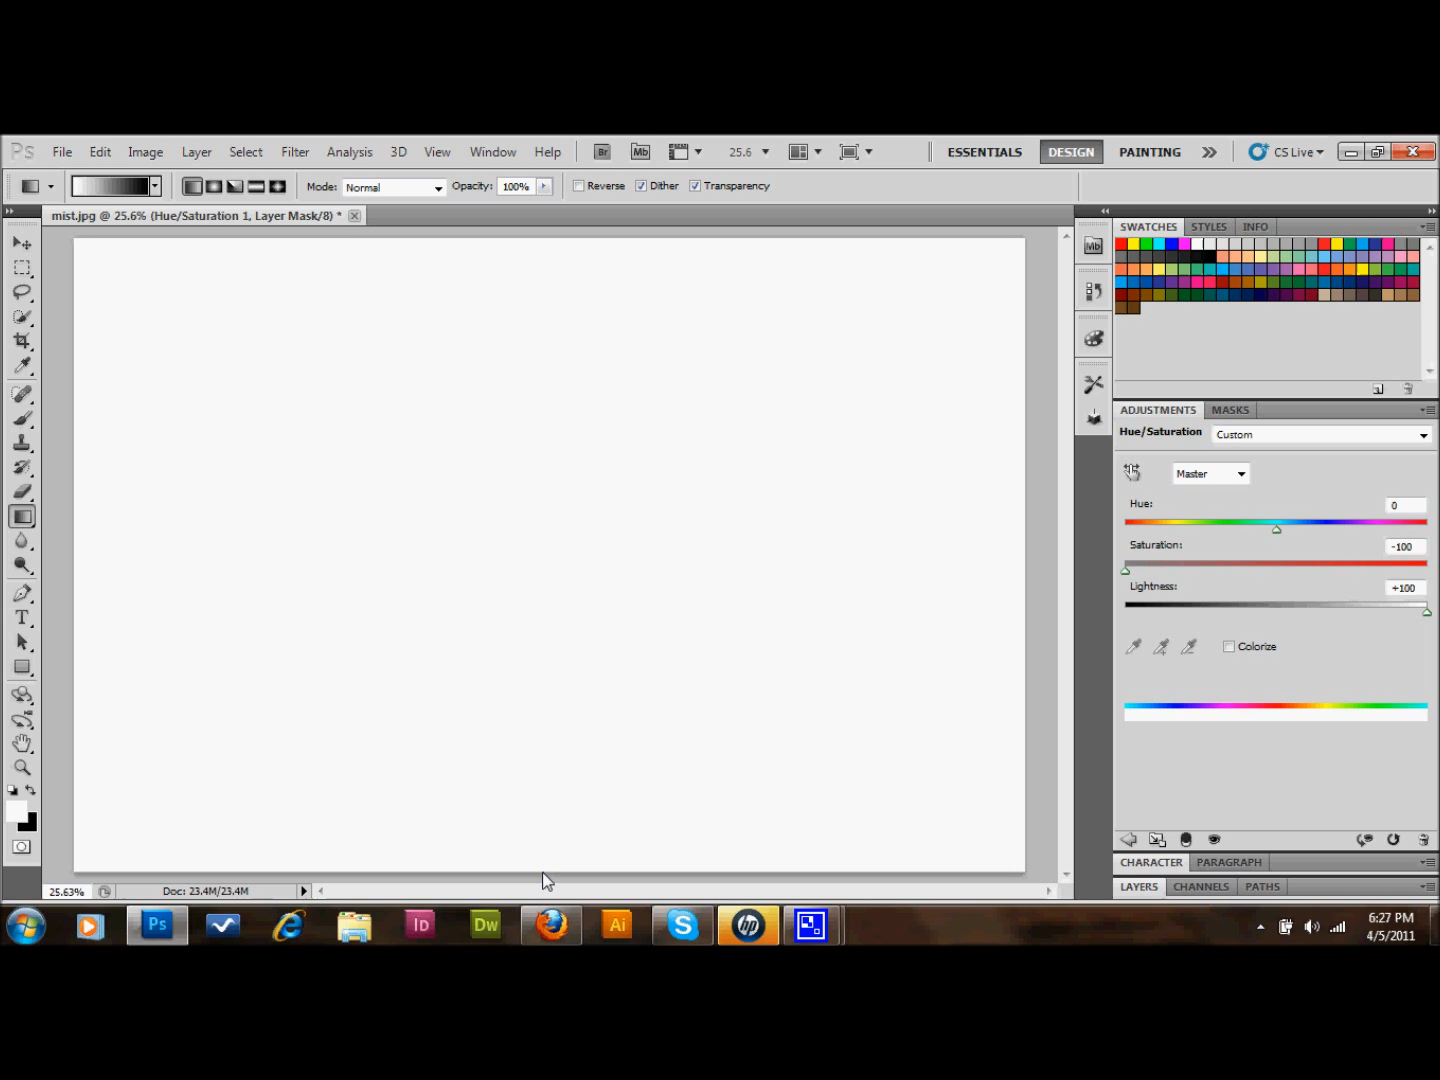 Ps File Edit Image Layer Select Filter Analysis 3D View Window Help Br Mb 25.6 ESSENTIALS DESIGN PAINTING CS Live
Mode: Normal Opacity: 100% Reverse Dither Transparency
mist.jpg @ 25.6% (Hue/Saturation 1, Layer Mask/8) *
SWATCHES STYLES INFO
Mb
ADJUSTMENTS MASKS
Hue/Saturation Custom
Master
Hue: 0
Saturation: -100
Lightness: +100
Colorize
T
CHARACTER PARAGRAPH
LAYERS CHANNELS PATHS
25.63% Doc: 23.4M/23.4M
Ps Id Dw Ai S hp
6:27 PM
4/5/2011